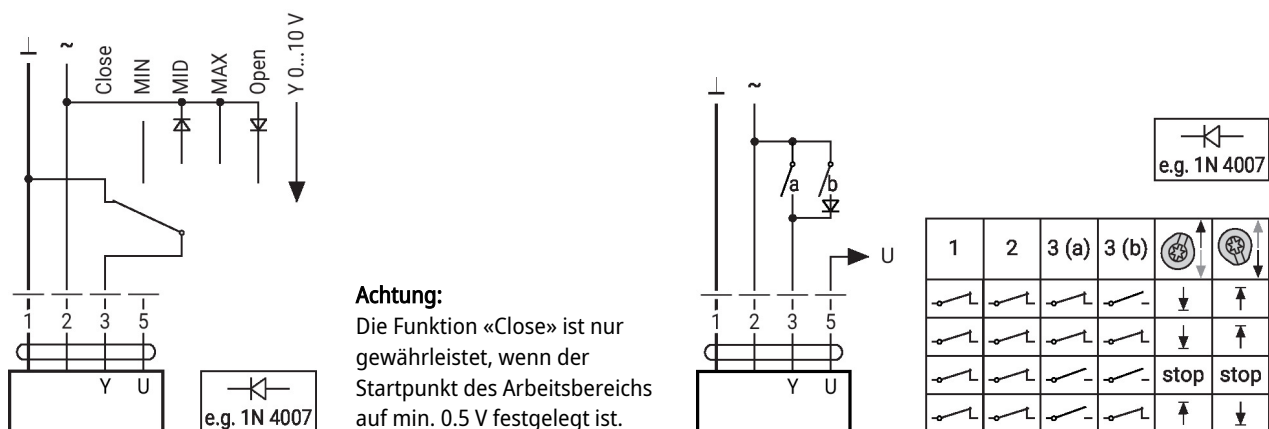 ⊥ ~ Close MIN MID MAX Open Y 0...10 V
1 2 3 5
Y U
e.g. 1N 4007
Achtung:
Die Funktion «Close» ist nur
gewährleistet, wenn der
Startpunkt des Arbeitsbereichs
auf min. 0.5 V festgelegt ist.
⊥ ~
a b
U
1 2 3 5
Y U
e.g. 1N 4007
1 2 3 (a) 3 (b)
stop stop